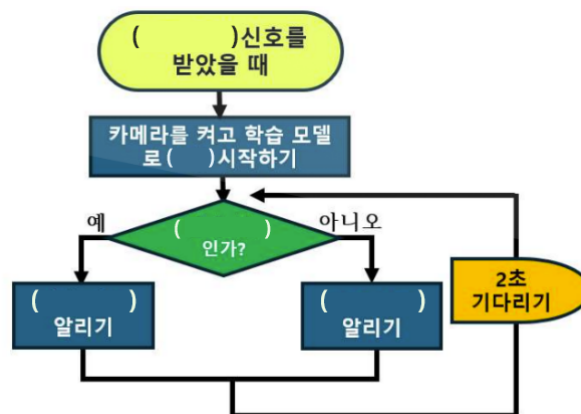 (          )신호를
받았을 때
카메라를 켜고 학습 모델
로 (    )시작하기
예
아니오
(          )
인가?
(          )
알리기
(          )
알리기
2초
기다리기